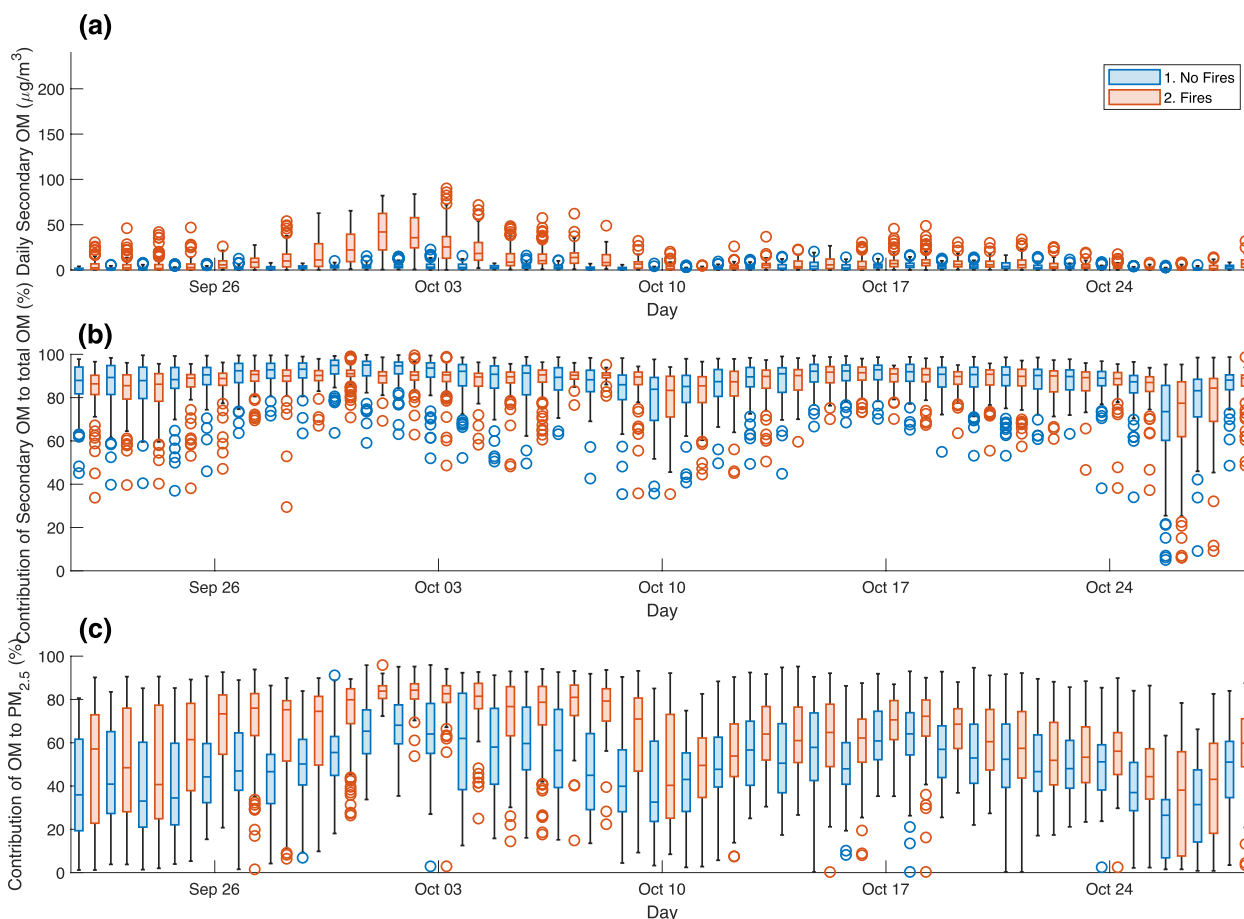 (a)
Daily Secondary OM (μg/m³)
200
150
100
50
0
1. No Fires
2. Fires
Sep 26
Oct 03
Oct 10
Oct 17
Oct 24
Day
(b)
Contribution of Secondary OM to total OM (%)
100
80
60
40
20
0
Sep 26
Oct 03
Oct 10
Oct 17
Oct 24
Day
(c)
Contribution of OM to PM2.5 (%)
100
80
60
40
20
0
Sep 26
Oct 03
Oct 10
Oct 17
Oct 24
Day